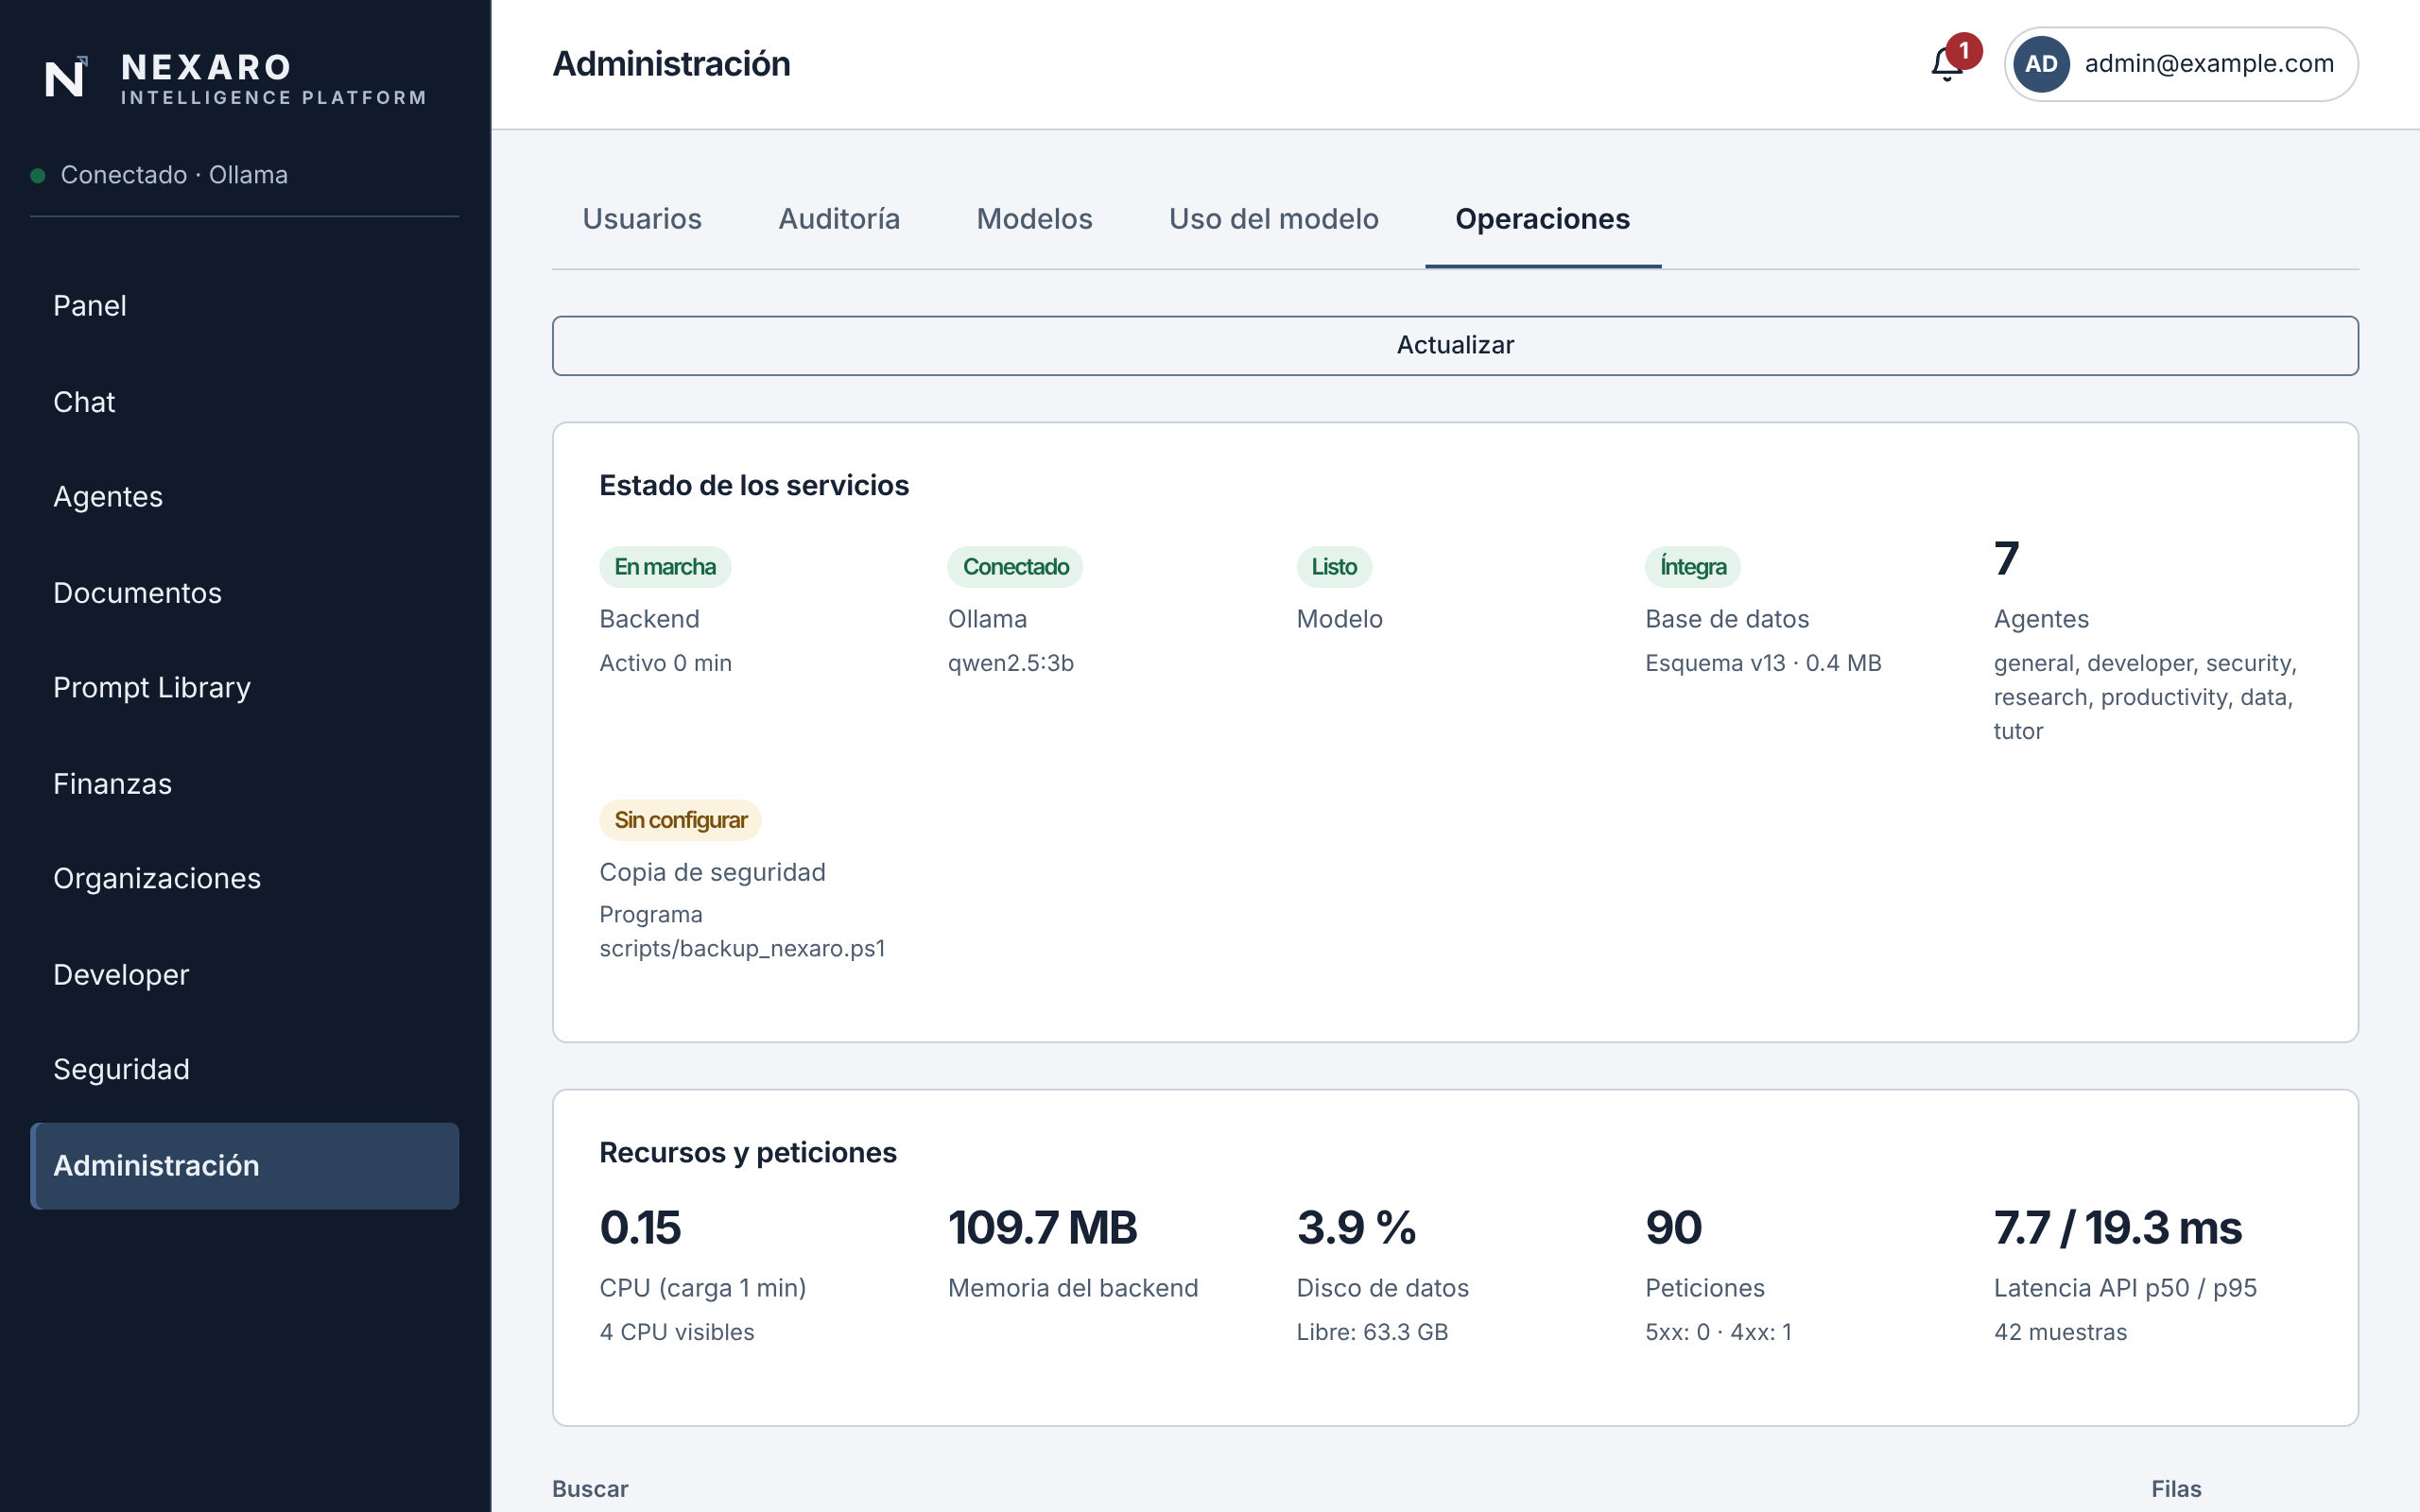 NEXARO
INTELLIGENCE PLATFORM
Conectado · Ollama
Panel
Chat
Agentes
Documentos
Prompt Library
Finanzas
Organizaciones
Developer
Seguridad
Administración
Administración
1
AD
admin@example.com
Usuarios
Auditoría
Modelos
Uso del modelo
Operaciones
Actualizar
Estado de los servicios
En marcha
Backend
Activo 0 min
Conectado
Ollama
qwen2.5:3b
Listo
Modelo
Íntegra
Base de datos
Esquema v13 · 0.4 MB
7
Agentes
general, developer, security,
research, productivity, data,
tutor
Sin configurar
Copia de seguridad
Programa
scripts/backup_nexaro.ps1
Recursos y peticiones
0.15
CPU (carga 1 min)
4 CPU visibles
109.7 MB
Memoria del backend
3.9 %
Disco de datos
Libre: 63.3 GB
90
Peticiones
5xx: 0 · 4xx: 1
7.7 / 19.3 ms
Latencia API p50 / p95
42 muestras
Buscar
Filas